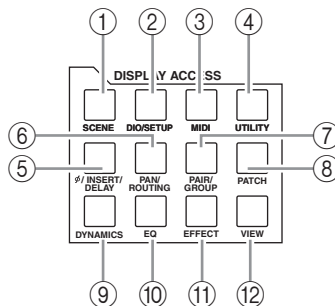 ① ② ③ ④
DISPLAY ACCESS
SCENE DIO/SETUP MIDI UTILITY
⑥ ⑦
⑤ ⑧
ϕ/ INSERT/ PAN/ PAIR/ PATCH
DELAY ROUTING GROUP
DYNAMICS EQ EFFECT VIEW
⑨ ⑩ ⑪ ⑫